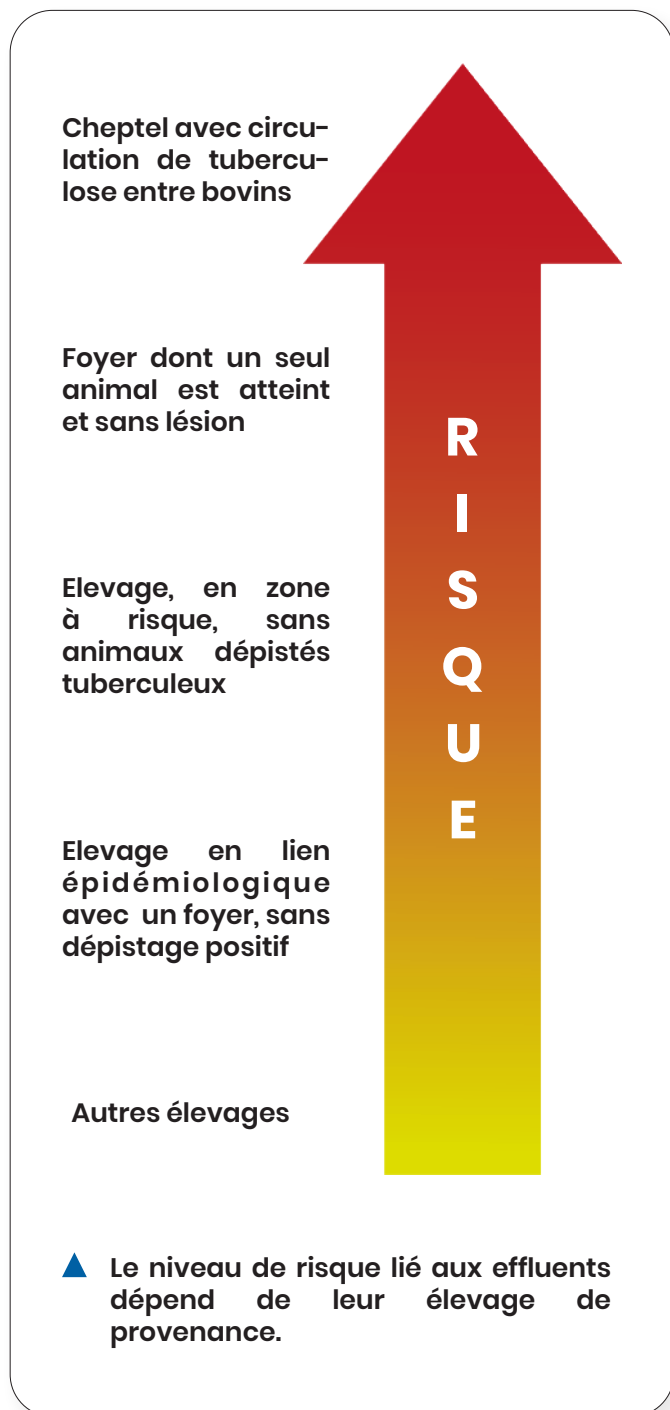 Cheptel avec circu-
lation de tubercu-
lose entre bovins
Foyer dont un seul
animal est atteint
et sans lésion
Elevage, en zone
à risque, sans
animaux dépistés
tuberculeux
Elevage en lien
épidémiologique
avec un foyer, sans
dépistage positif
Autres élevages
R
I
S
Q
U
E
Le niveau de risque lié aux effluents
dépend de leur élevage de
provenance.